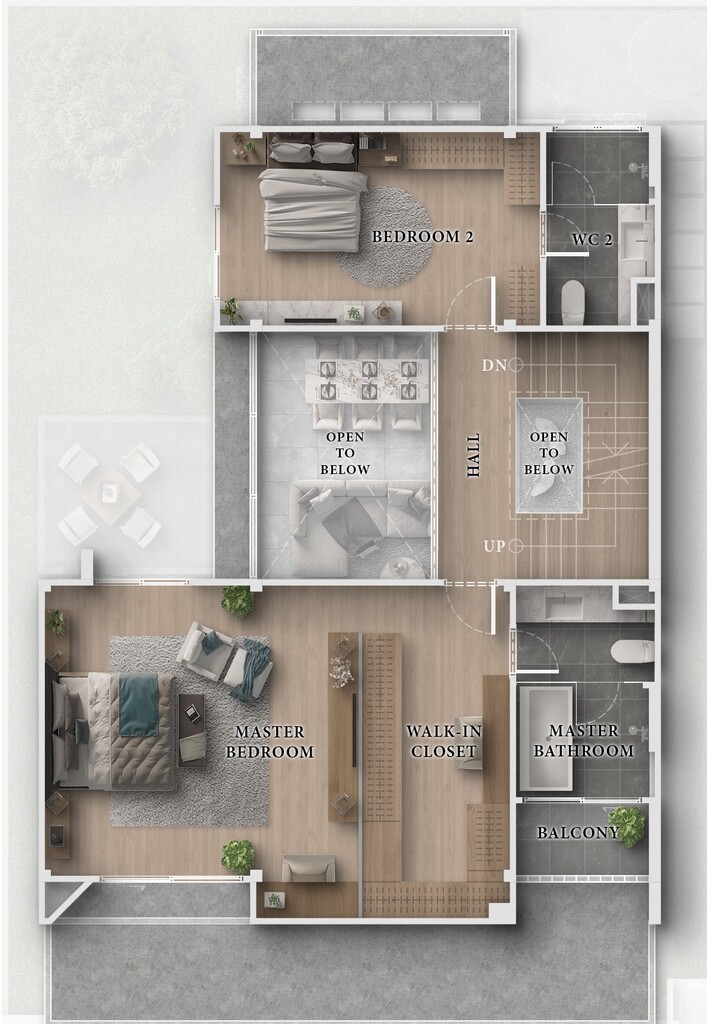 BEDROOM 2
WC 2
DN
OPEN
TO
BELOW
HALL
OPEN
TO
BELOW
UP
MASTER
BEDROOM
WALK-IN
CLOSET
MASTER
BATHROOM
BALCONY